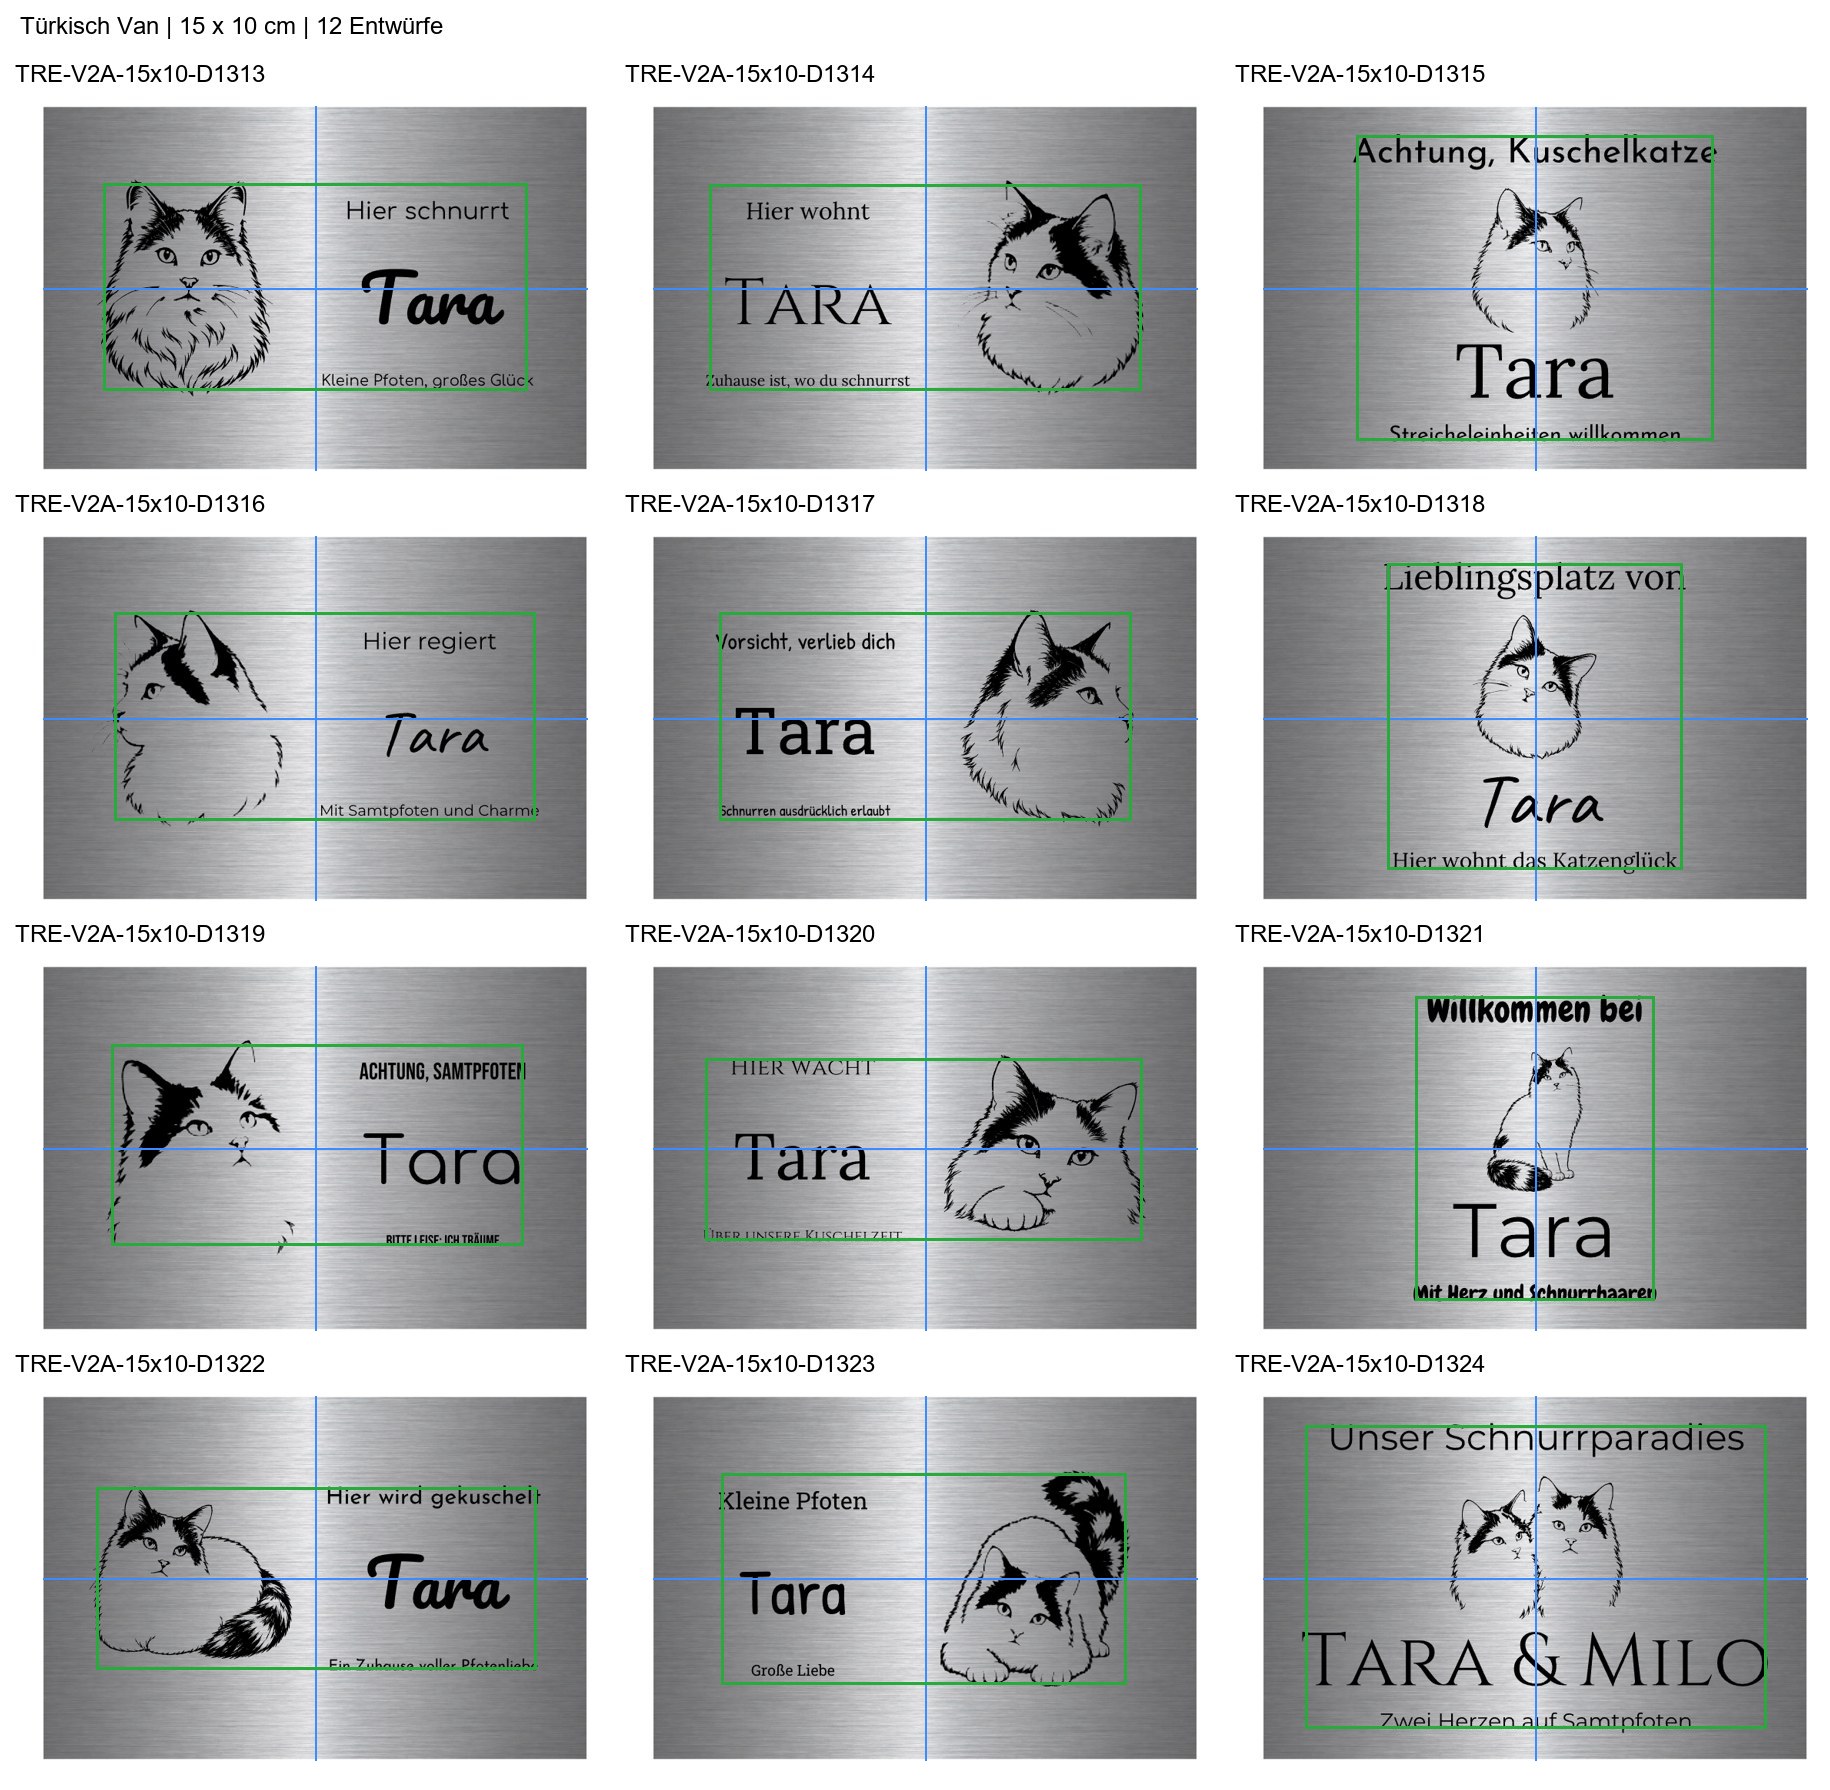 Türkisch Van | 15 x 10 cm | 12 Entwürfe
TRE-V2A-15x10-D1313
Hier schnurrt
Tara
Kleine Pfoten, großes Glück
TRE-V2A-15x10-D1314
Hier wohnt
TARA
Zuhause ist, wo du schnurrst
TRE-V2A-15x10-D1315
Achtung, Kuschelkatze
Tara
Streicheleinheiten willkommen
TRE-V2A-15x10-D1316
Hier regiert
Tara
Mit Samtpfoten und Charme
TRE-V2A-15x10-D1317
Vorsicht, verlieb dich
Tara
Schnurren ausdrücklich erlaubt
TRE-V2A-15x10-D1318
Lieblingsplatz von
Tara
Hier wohnt das Katzenglück
TRE-V2A-15x10-D1319
ACHTUNG, SAMTPFOTEN
Tara
BITTE LEISE: ICH TRÄUME
TRE-V2A-15x10-D1320
HIER WACHT
Tara
ÜBER UNSERE KUSCHELZEIT
TRE-V2A-15x10-D1321
Willkommen bei
Tara
Mit Herz und Schnurrhaaren
TRE-V2A-15x10-D1322
Hier wird gekuschelt
Tara
Ein Zuhause voller Pfotenliebe
TRE-V2A-15x10-D1323
Kleine Pfoten
Tara
Große Liebe
TRE-V2A-15x10-D1324
Unser Schnurrparadies
TARA & MILO
Zwei Herzen auf Samtpfoten